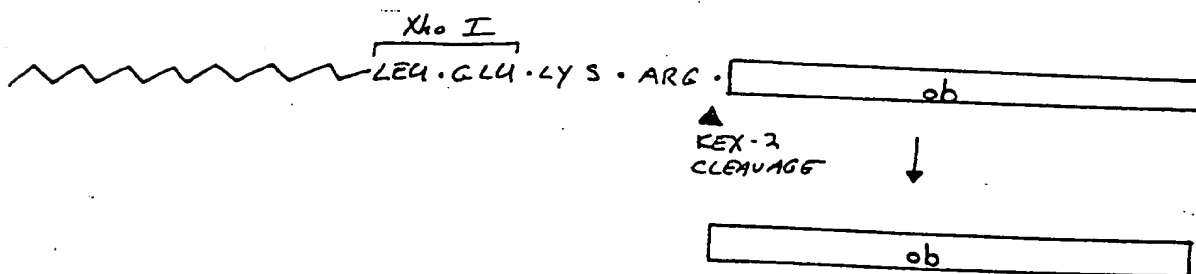 Xho I
LEU·GLU·LYS·ARG·
ob
KEX-2
CLEAVAGE
ob